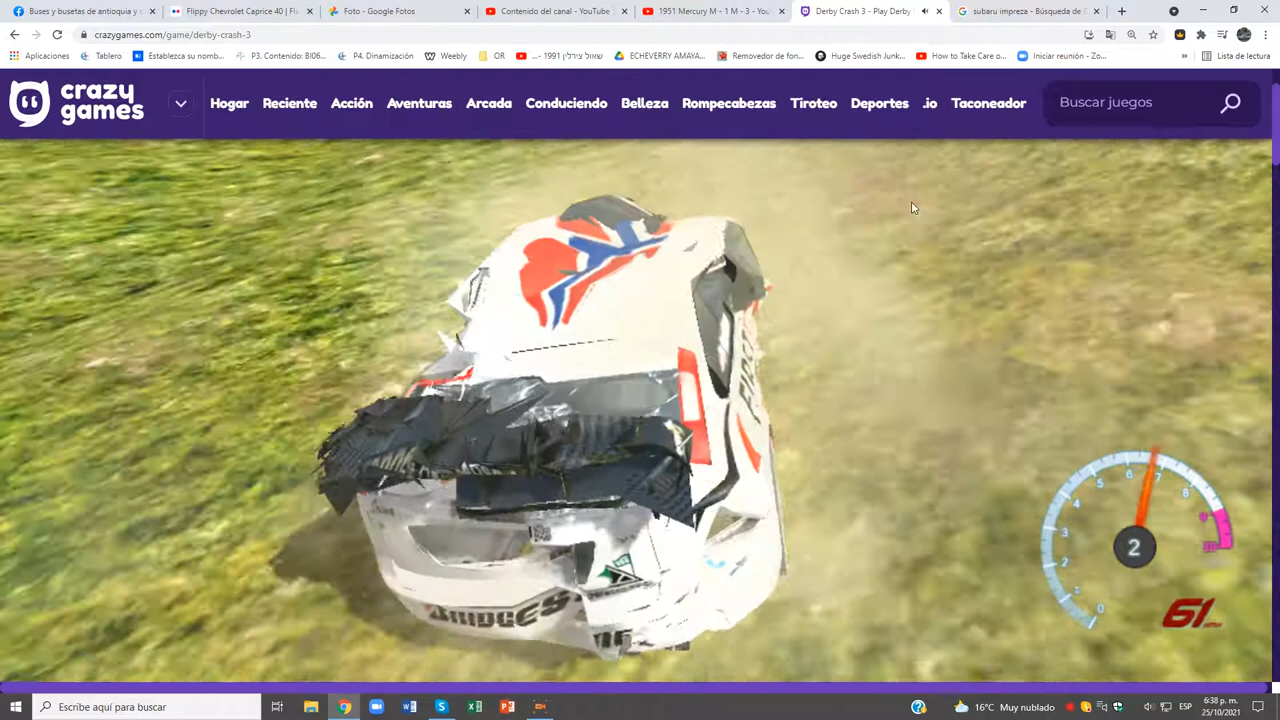 Buses y busetas de antioquia y c
Flippy Chevrolet Caprice 40 | Fli
Foto - Google Fotos
Contenido del canal - YouTube
1951 Mercury M - 1 M - 3 - You
Derby Crash 3 - Play Derby
subaru impreza - Búsqueda de G
crazygames.com/game/derby-crash-3
Aplicaciones
Tablero
Establezca su nomb...
P3. Contenido: BI06...
P4. Dinamización
Weebly
OR
שאול צירלין 1991 -...
ECHEVERRY AMAYA...
Removedor de fon...
Huge Swedish Junk...
How to Take Care o...
Iniciar reunión - Zo...
»
Lista de lectura
crazy
games
Hogar
Reciente
Acción
Aventuras
Arcada
Conduciendo
Belleza
Rompecabezas
Tiroteo
Deportes
.io
Taconeador
Buscar juegos
BRIDGES
0
2
3
4
5
6
7
8
2
61
Escribe aquí para buscar
16°C Muy nublado
ESP
6:38 p. m.
25/10/2021